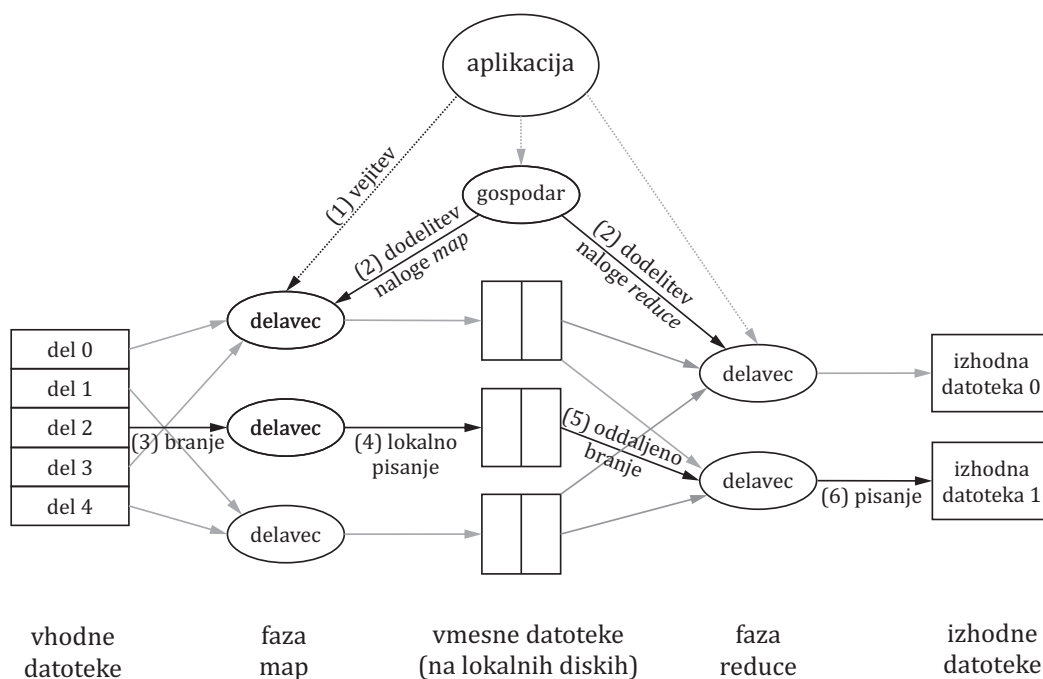 aplikacija
(1) vejitev
gospodar
(2) dodelitev
naloge map
(2) dodelitev
naloge reduce
del 0
del 1
del 2
del 3
del 4
delavec
delavec
delavec
(3) branje
(4) lokalno
pisanje
(5) oddaljeno
branje
delavec
delavec
(6) pisanje
izhodna
datoteka 0
izhodna
datoteka 1
vhodne
datoteke
faza
map
vmesne datoteke
(na lokalnih diskih)
faza
reduce
izhodne
datoteke